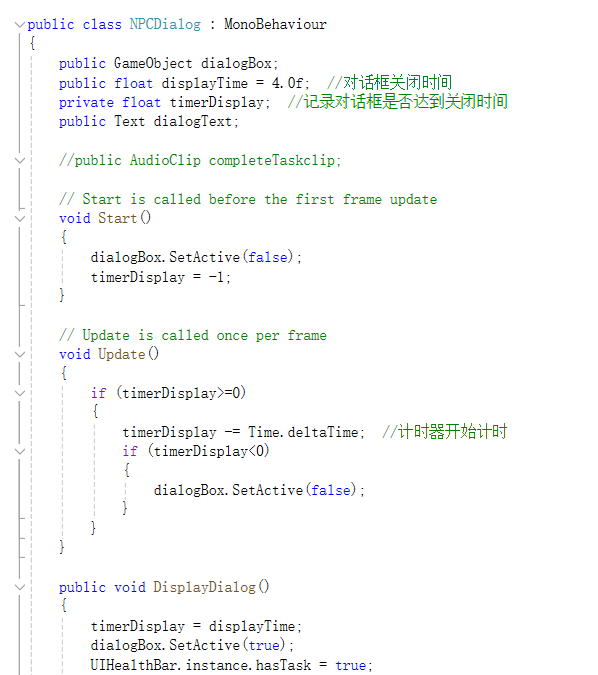 public class NPCDialog : MonoBehaviour
{
    public GameObject dialogBox;
    public float displayTime = 4.0f;  //对话框关闭时间
    private float timerDisplay;  //记录对话框是否达到关闭时间
    public Text dialogText;

    //public AudioClip completeTaskclip;

    // Start is called before the first frame update
    void Start()
    {
        dialogBox.SetActive(false);
        timerDisplay = -1;
    }

    // Update is called once per frame
    void Update()
    {
        if (timerDisplay>=0)
        {
            timerDisplay -= Time.deltaTime;  //计时器开始计时
            if (timerDisplay<0)
            {
                dialogBox.SetActive(false);
            }
        }
    }

    public void DisplayDialog()
    {
        timerDisplay = displayTime;
        dialogBox.SetActive(true);
        UIHealthBar.instance.hasTask = true;